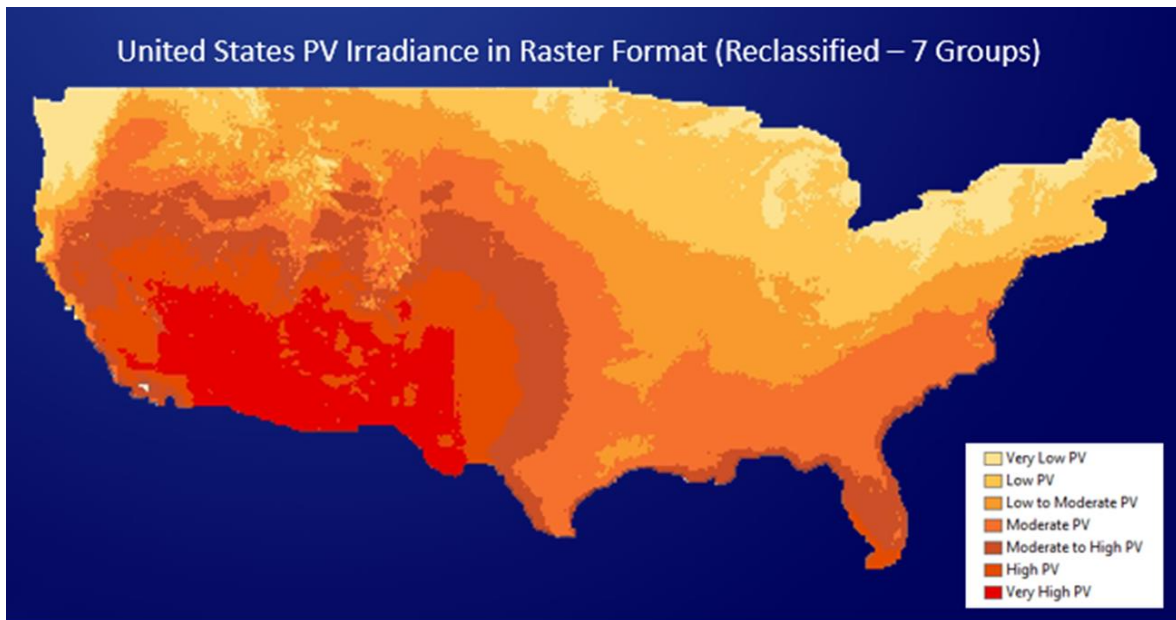 United States PV Irradiance in Raster Format (Reclassified – 7 Groups)
Very Low PV
Low PV
Low to Moderate PV
Moderate PV
Moderate to High PV
High PV
Very High PV